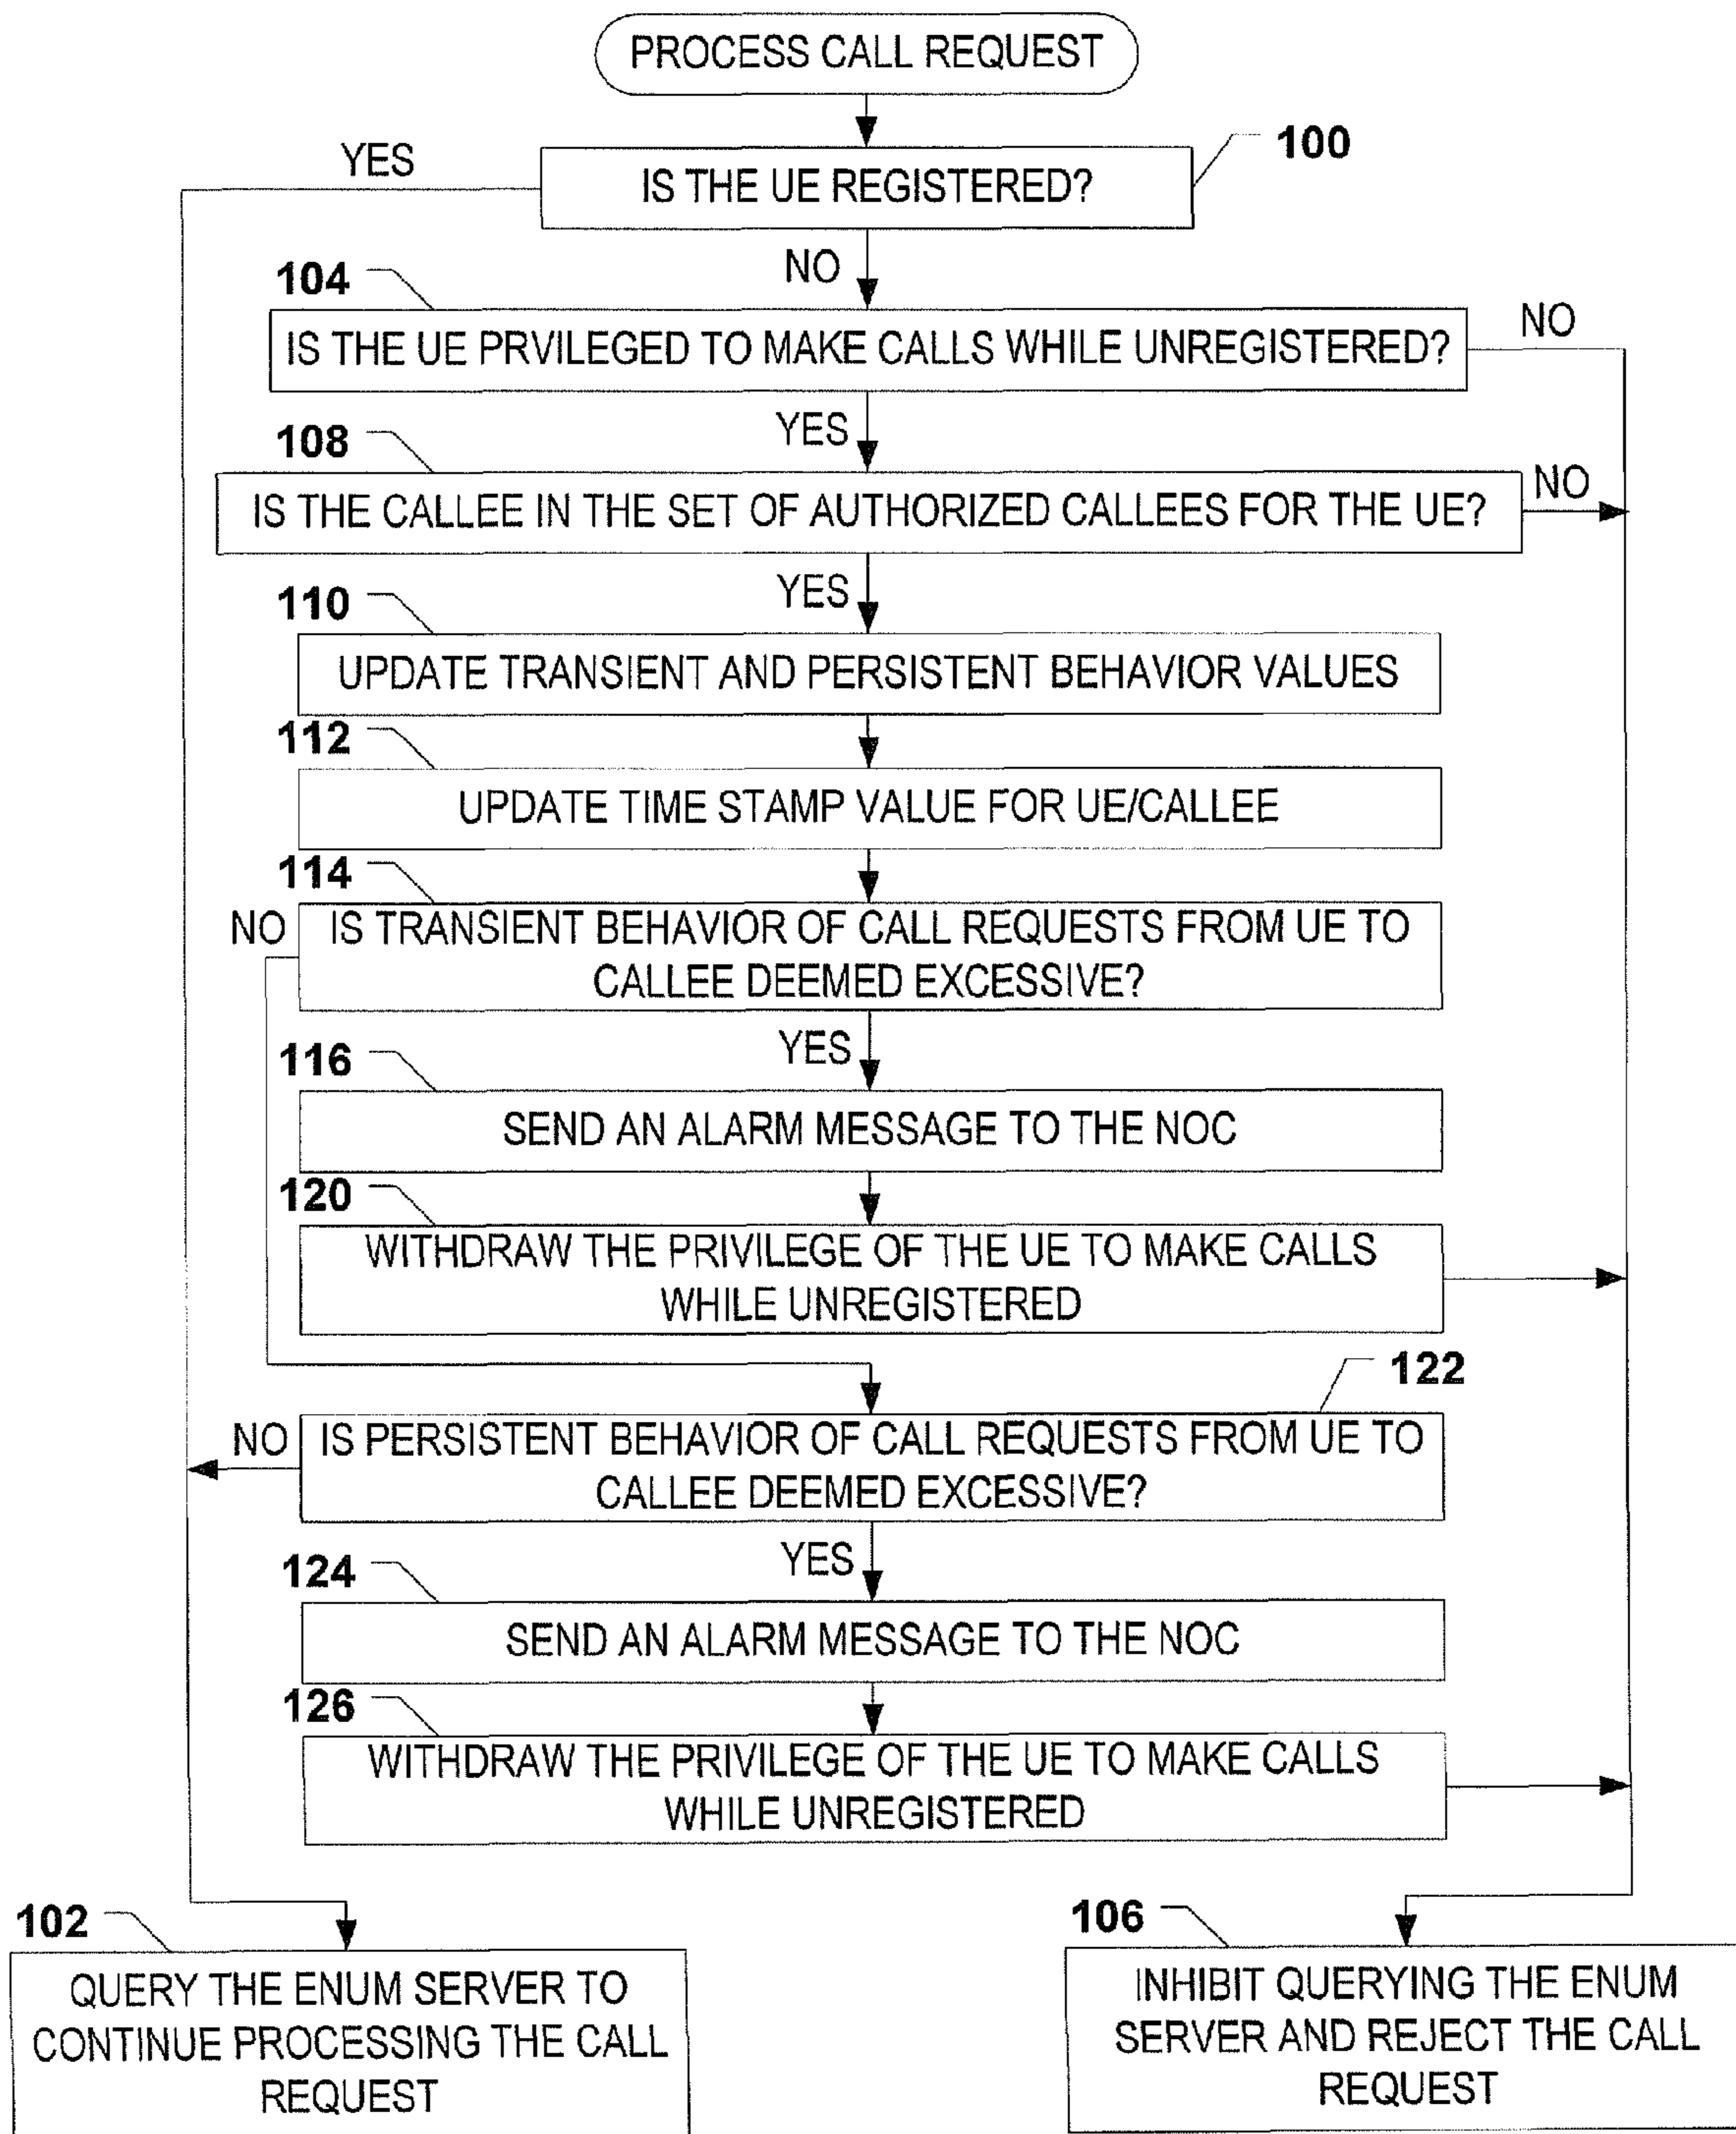 PROCESS CALL REQUEST
100
YES
IS THE UE REGISTERED?
NO
104
IS THE UE PRVILEGED TO MAKE CALLS WHILE UNREGISTERED?
NO
YES
108
IS THE CALLEE IN THE SET OF AUTHORIZED CALLEES FOR THE UE?
NO
YES
110
UPDATE TRANSIENT AND PERSISTENT BEHAVIOR VALUES
112
UPDATE TIME STAMP VALUE FOR UE/CALLEE
114
NO
IS TRANSIENT BEHAVIOR OF CALL REQUESTS FROM UE TO
CALLEE DEEMED EXCESSIVE?
YES
116
SEND AN ALARM MESSAGE TO THE NOC
120
WITHDRAW THE PRIVILEGE OF THE UE TO MAKE CALLS
WHILE UNREGISTERED
122
NO
IS PERSISTENT BEHAVIOR OF CALL REQUESTS FROM UE TO
CALLEE DEEMED EXCESSIVE?
YES
124
SEND AN ALARM MESSAGE TO THE NOC
126
WITHDRAW THE PRIVILEGE OF THE UE TO MAKE CALLS
WHILE UNREGISTERED
102
QUERY THE ENUM SERVER TO
CONTINUE PROCESSING THE CALL
REQUEST
106
INHIBIT QUERYING THE ENUM
SERVER AND REJECT THE CALL
REQUEST